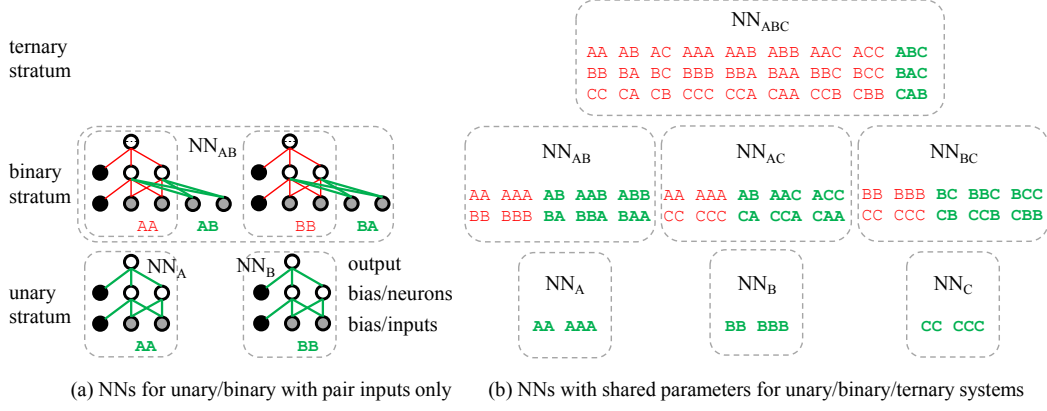 ternary
stratum
NN_ABC
AA AB AC AAA AAB ABB AAC ACC ABC
BB BA BC BBB BBA BAA BBC BCC BAC
CC CA CB CCC CCA CAA CCB CBB CAB
binary
stratum
NN_AB
AA AB BB BA
NN_AB
AA AAA AB AAB ABB
BB BBB BA BBA BAA
NN_AC
AA AAA AB AAC ACC
CC CCC CA CCA CAA
NN_BC
BB BBB BC BBC BCC
CC CCC CB CCB CBB
unary
stratum
NN_A
AA
NN_B
BB
output
bias/neurons
bias/inputs
NN_A
AA AAA
NN_B
BB BBB
NN_C
CC CCC
(a) NNs for unary/binary with pair inputs only
(b) NNs with shared parameters for unary/binary/ternary systems